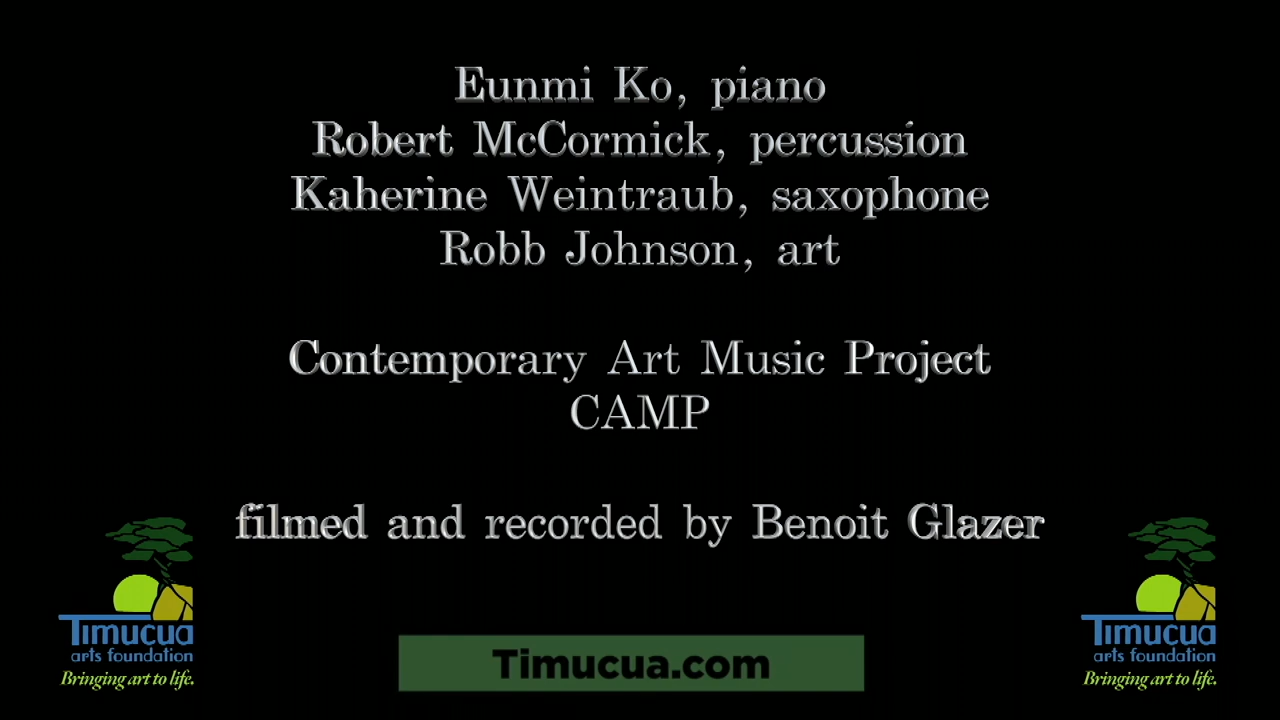 Eunmi Ko, piano
Robert McCormick, percussion
Kaherine Weintraub, saxophone
Robb Johnson, art
Contemporary Art Music Project
CAMP
filmed and recorded by Benoit Glazer
Timucua
arts foundation
Bringing art to life.
Timucua.com
Timucua
arts foundation
Bringing art to life.